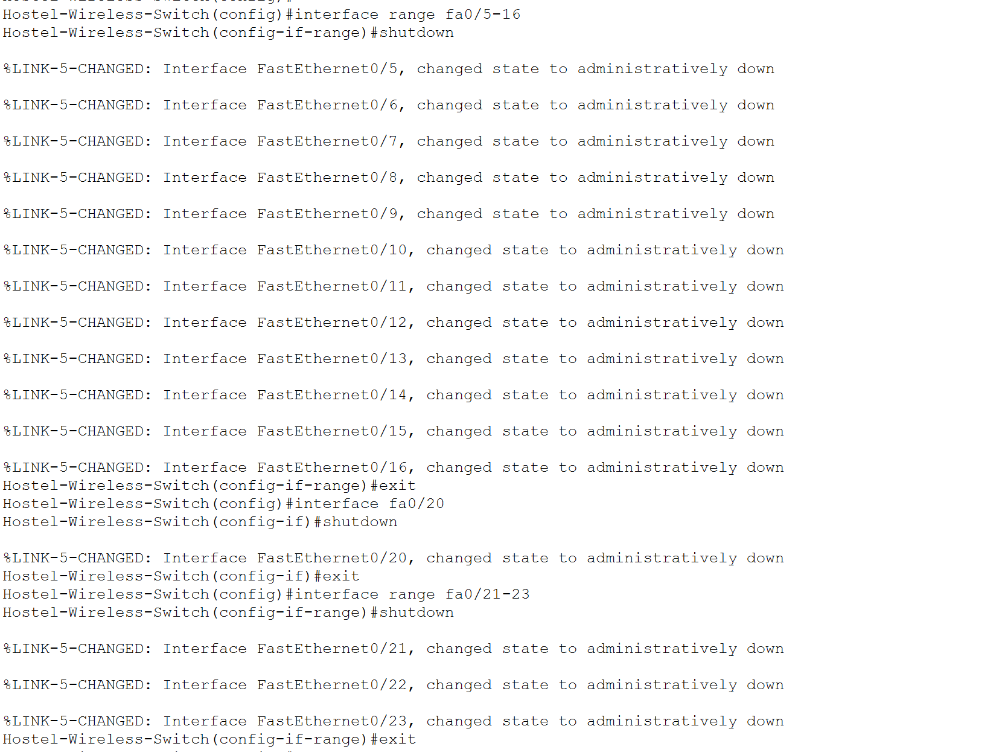 Hostel-Wireless-Switch(config)#interface range fa0/5-16
Hostel-Wireless-Switch(config-if-range)#shutdown
%LINK-5-CHANGED: Interface FastEthernet0/5, changed state to administratively down
%LINK-5-CHANGED: Interface FastEthernet0/6, changed state to administratively down
%LINK-5-CHANGED: Interface FastEthernet0/7, changed state to administratively down
%LINK-5-CHANGED: Interface FastEthernet0/8, changed state to administratively down
%LINK-5-CHANGED: Interface FastEthernet0/9, changed state to administratively down
%LINK-5-CHANGED: Interface FastEthernet0/10, changed state to administratively down
%LINK-5-CHANGED: Interface FastEthernet0/11, changed state to administratively down
%LINK-5-CHANGED: Interface FastEthernet0/12, changed state to administratively down
%LINK-5-CHANGED: Interface FastEthernet0/13, changed state to administratively down
%LINK-5-CHANGED: Interface FastEthernet0/14, changed state to administratively down
%LINK-5-CHANGED: Interface FastEthernet0/15, changed state to administratively down
%LINK-5-CHANGED: Interface FastEthernet0/16, changed state to administratively down
Hostel-Wireless-Switch(config-if-range)#exit
Hostel-Wireless-Switch(config)#interface fa0/20
Hostel-Wireless-Switch(config-if)#shutdown
%LINK-5-CHANGED: Interface FastEthernet0/20, changed state to administratively down
Hostel-Wireless-Switch(config-if)#exit
Hostel-Wireless-Switch(config)#interface range fa0/21-23
Hostel-Wireless-Switch(config-if-range)#shutdown
%LINK-5-CHANGED: Interface FastEthernet0/21, changed state to administratively down
%LINK-5-CHANGED: Interface FastEthernet0/22, changed state to administratively down
%LINK-5-CHANGED: Interface FastEthernet0/23, changed state to administratively down
Hostel-Wireless-Switch(config-if-range)#exit